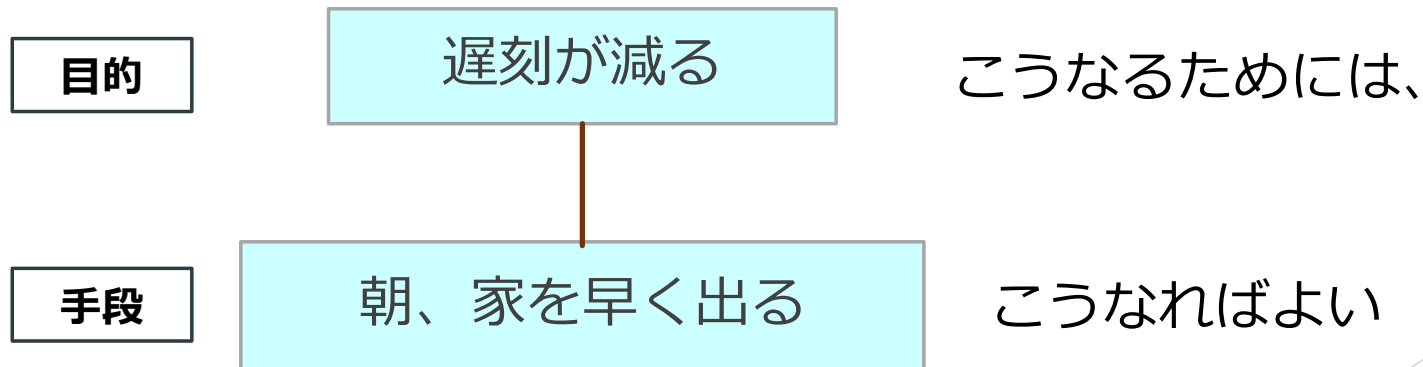 目的
遅刻が減る
こうなるためには、
手段
朝、家を早く出る
こうなればよい